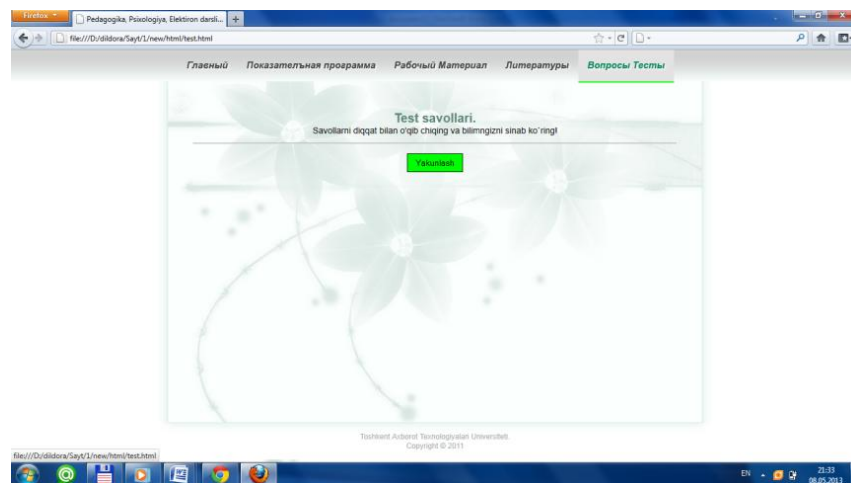 Firefox
Pedagogika, Psixologiya, Elektiron darsli...
file:///D:/dildora/Sayt/1/new/html/test.html
Главный Показателъная программа Рабочый Материал Литературы Вопросы Тесты
Test savollari.
Savollarni diqqat bilan o'qib chiqing va bilimngizni sinab ko`ring!
Yakunlash
Toshkent Axborot Texnologiyalari Universiteti.
Copyright © 2011
file:///D:/dildora/Sayt/1/new/html/test.html
EN
21:33
08.05.2013